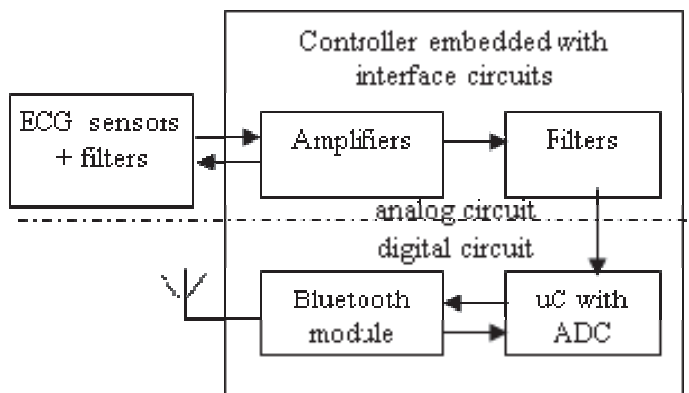 Controller embedded with
interface circuits
ECG sensors
+ filters
Amplifiers
Filters
analog circuit
digital circuit
Bluetooth
module
uC with
ADC